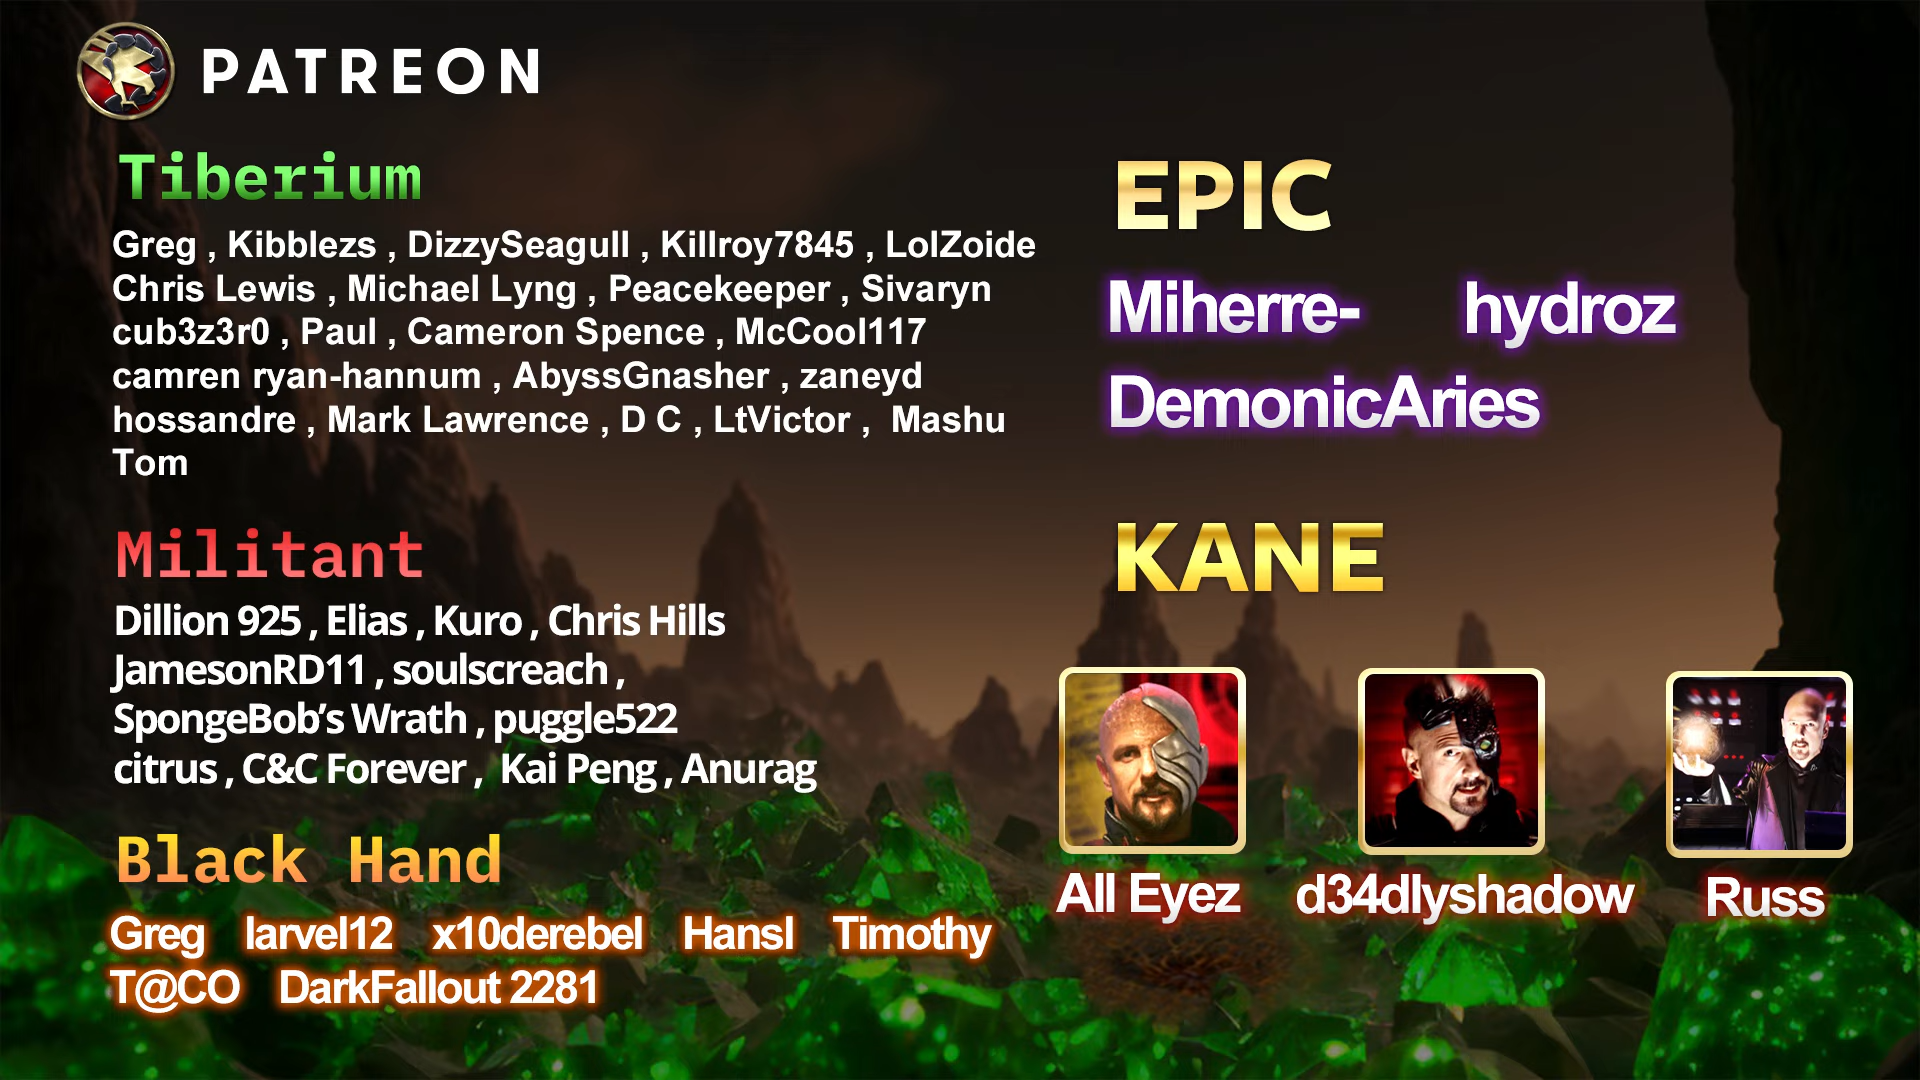 PATREON
Tiberium
Greg , Kibblezs , DizzySeagull , Killroy7845 , LolZoide
Chris Lewis , Michael Lyng , Peacekeeper , Sivaryn
cub3z3r0 , Paul , Cameron Spence , McCool117
camren ryan-hannum , AbyssGnasher , zaneyd
hossandre , Mark Lawrence , D C , LtVictor , Mashu
Tom
Militant
Dillion 925 , Elias , Kuro , Chris Hills
JamesonRD11 , soulscreach ,
SpongeBob’s Wrath , puggle522
citrus , C&C Forever , Kai Peng , Anurag
Black Hand
Greg larvel12 x10derebel Hansl Timothy
T@CO DarkFallout 2281
EPIC
Miherre- hydroz
DemonicAries
KANE
All Eyez d34dlyshadow Russ